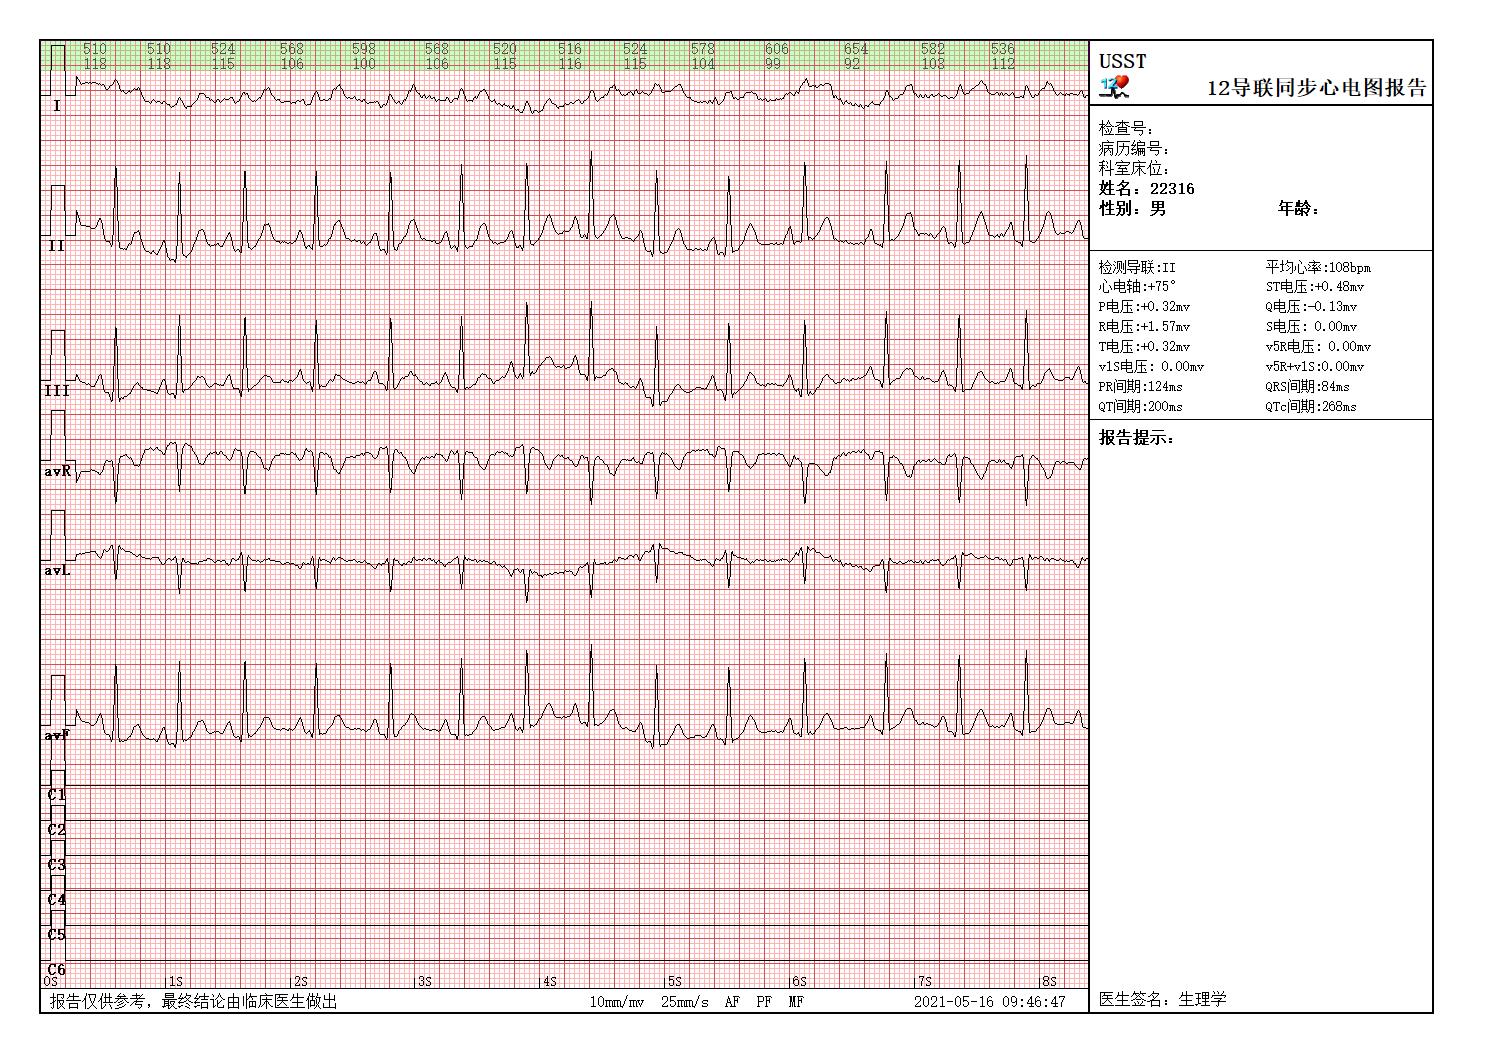 510 510 524 568 598 568 520 516 524 578 606 654 582 536
118 118 115 106 100 106 115 116 115 104 99 92 103 112
I
II
III
avR
avL
avF
C1
C2
C3
C4
C5
C6
0S 1S 2S 3S 4S 5S 6S 7S 8S
报告仅供参考，最终结论由临床医生做出 10mm/mv 25mm/s AF PF MF 2021-05-16 09:46:47
USST
12
12导联同步心电图报告
检查号：
病历编号：
科室床位：
姓名：22316
性别：男 年龄：
检测导联:II 平均心率:108bpm
心电轴:+75° ST电压:+0.48mv
P电压:+0.32mv Q电压:-0.13mv
R电压:+1.57mv S电压: 0.00mv
T电压:+0.32mv v5R电压: 0.00mv
v1S电压: 0.00mv v5R+v1S:0.00mv
PR间期:124ms QRS间期:84ms
QT间期:200ms QTc间期:268ms
报告提示：
医生签名：生理学